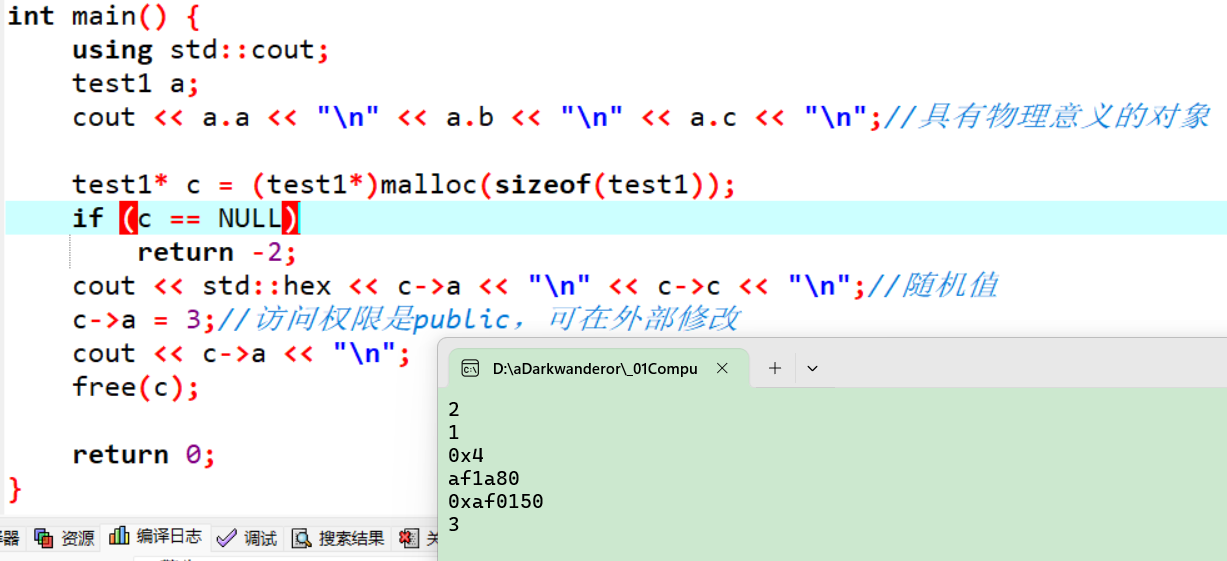 int main() {
using std::cout;
test1 a;
cout << a.a << "\n" << a.b << "\n" << a.c << "\n";//具有物理意义的对象
test1* c = (test1*)malloc(sizeof(test1));
if (c == NULL)
return -2;
cout << std::hex << c->a << "\n" << c->c << "\n";//随机值
c->a = 3;//访问权限是public，可在外部修改
cout << c->a << "\n";
free(c);
return 0;
}
D:\aDarkwanderor\_01Compu
2
1
0x4
af1a80
0xaf0150
3
资源 编译日志 调试 搜索结果